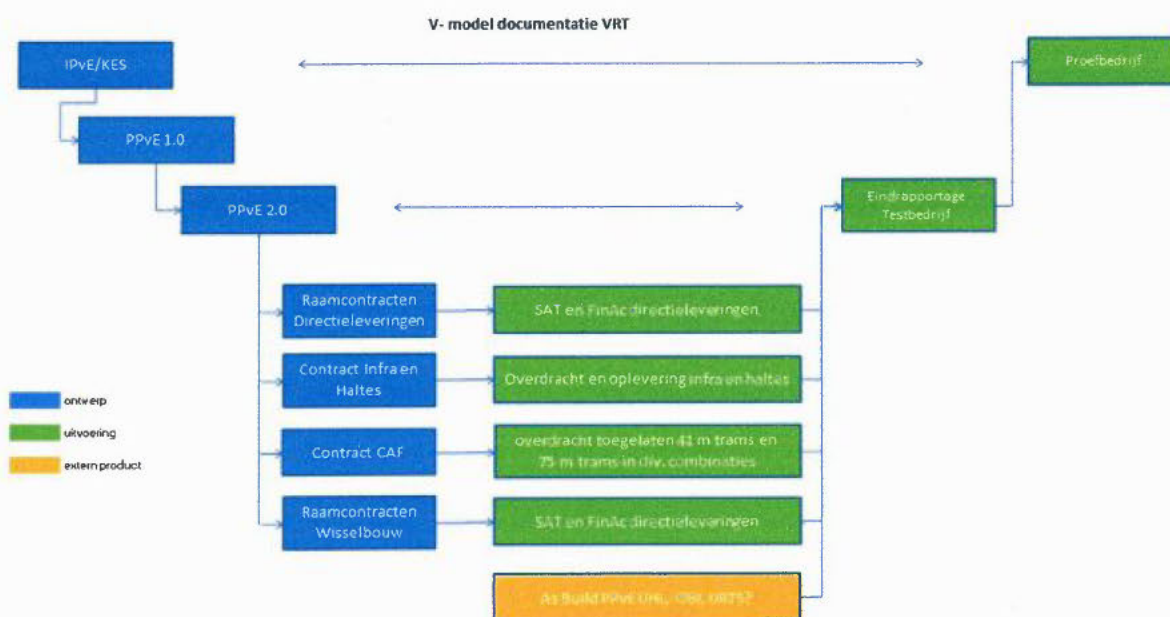 V- model documentatie VRT
IPvE/KES
Proefbedrijf
PPvE 1.0
PPvE 2.0
Eindrapportage
Testbedrijf
Raamcontracten
Directieleveringen
SAT en FinAc directieleveringen
Contract Infra en
Haltes
Overdracht en oplevering infra en haltes
ontwerp
uitvoering
extern product
Contract CAF
overdracht toegelaten 41 m trams en
75 m trams in div. combinaties
Raamcontracten
Wisselbouw
SAT en FinAc directieleveringen
As Build PPvE UHL,